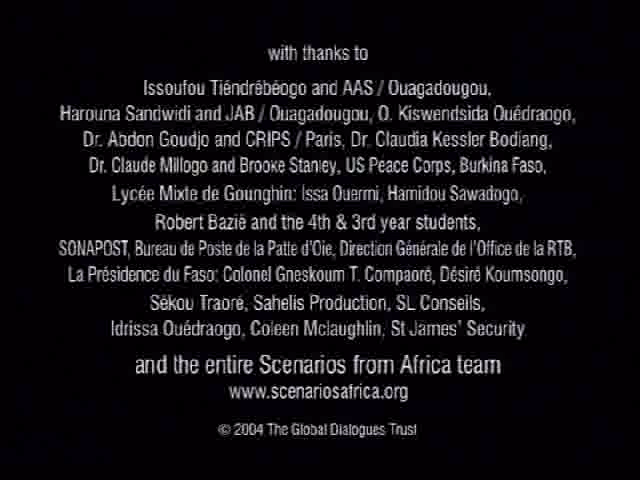 with thanks to
Issoufou Tiéndrébéogo and AAS / Ouagadougou,
Harouna Sandwidi and JAB / Ouagadougou, O. Kiswendsida Ouédraogo,
Dr. Abdon Goudjo and CRIPS / Paris, Dr. Claudia Kessler Bodiang,
Dr. Claude Millogo and Brooke Stanley, US Peace Corps, Burkina Faso,
Lycée Mixte de Gounghin: Issa Ouermi, Hamidou Sawadogo,
Robert Bazié and the 4th & 3rd year students,
SONAPOST, Bureau de Poste de la Patte d'Oie, Direction Générale de l'Office de la RTB,
La Présidence du Faso: Colonel Gneskoum T. Compaoré, Désiré Koumsongo,
Sékou Traoré, Sahelis Production, SL Conseils,
Idrissa Ouédraogo, Coleen Mclaughlin, St James' Security
and the entire Scenarios from Africa team
www.scenariosafrica.org
© 2004 The Global Dialogues Trust